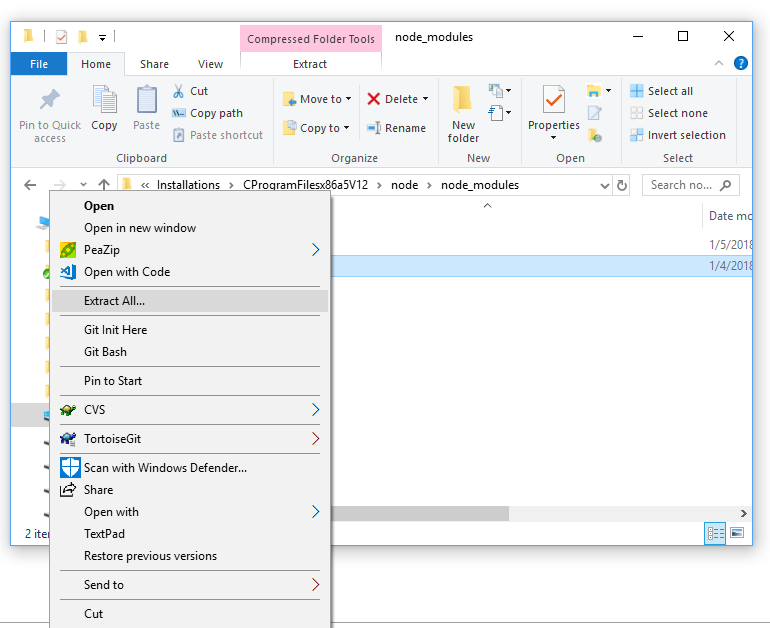 Compressed Folder Tools
node_modules
File
Home
Share
View
Extract
Pin to Quick access
Copy
Paste
Cut
Copy path
Paste shortcut
Clipboard
Move to
Copy to
Delete
Rename
Organize
New folder
New
Properties
Open
Select all
Select none
Invert selection
Select
« Installations > CProgramFilesx86a5V12 > node > node_modules
Search no...
Date mo
1/5/2018
1/4/2018
Open
Open in new window
PeaZip
Open with Code
Extract All...
Git Init Here
Git Bash
Pin to Start
CVS
TortoiseGit
Scan with Windows Defender...
Share
Open with
TextPad
Restore previous versions
Send to
Cut
2 ite